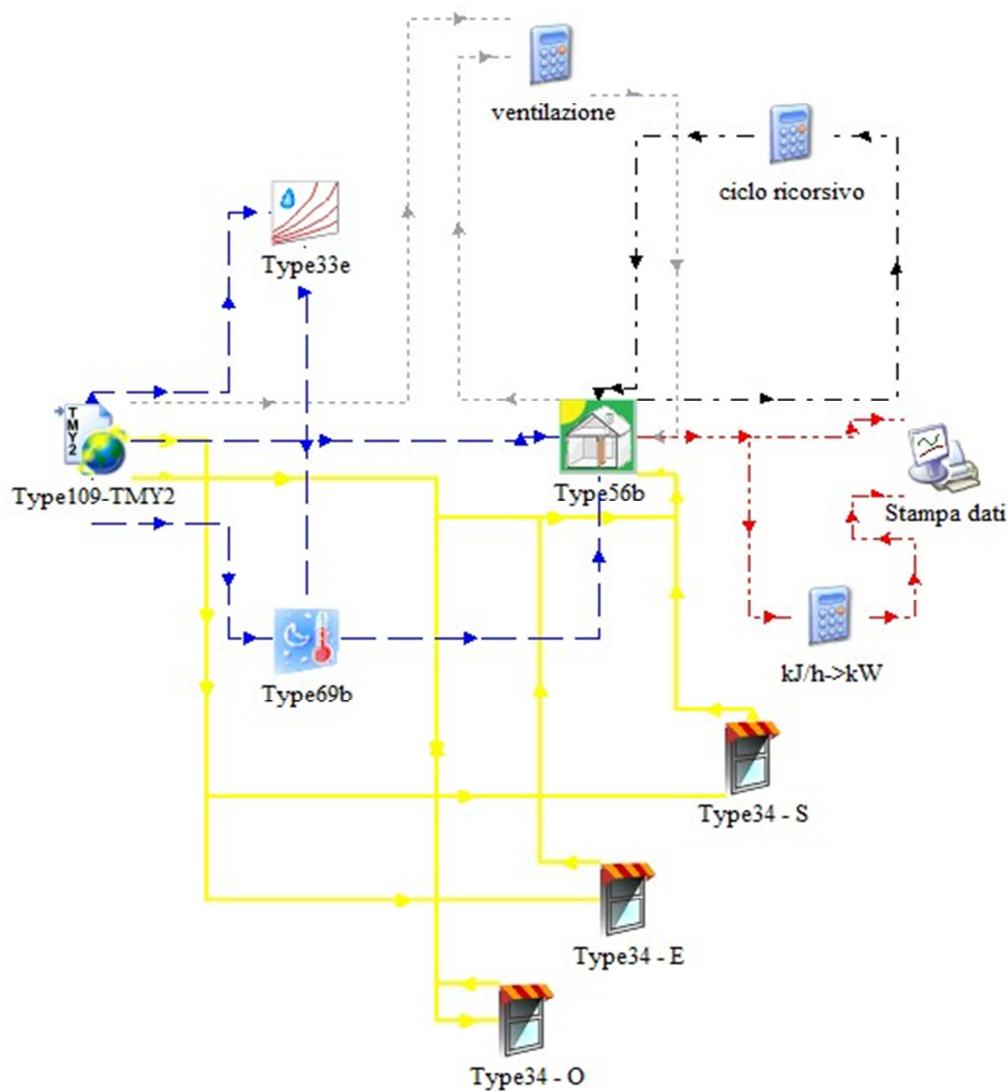 ventilazione
ciclo ricorsivo
Type33e
TMY2
Type109-TMY2
Type56b
Stampa dati
Type69b
kJ/h->kW
Type34 - S
Type34 - E
Type34 - O